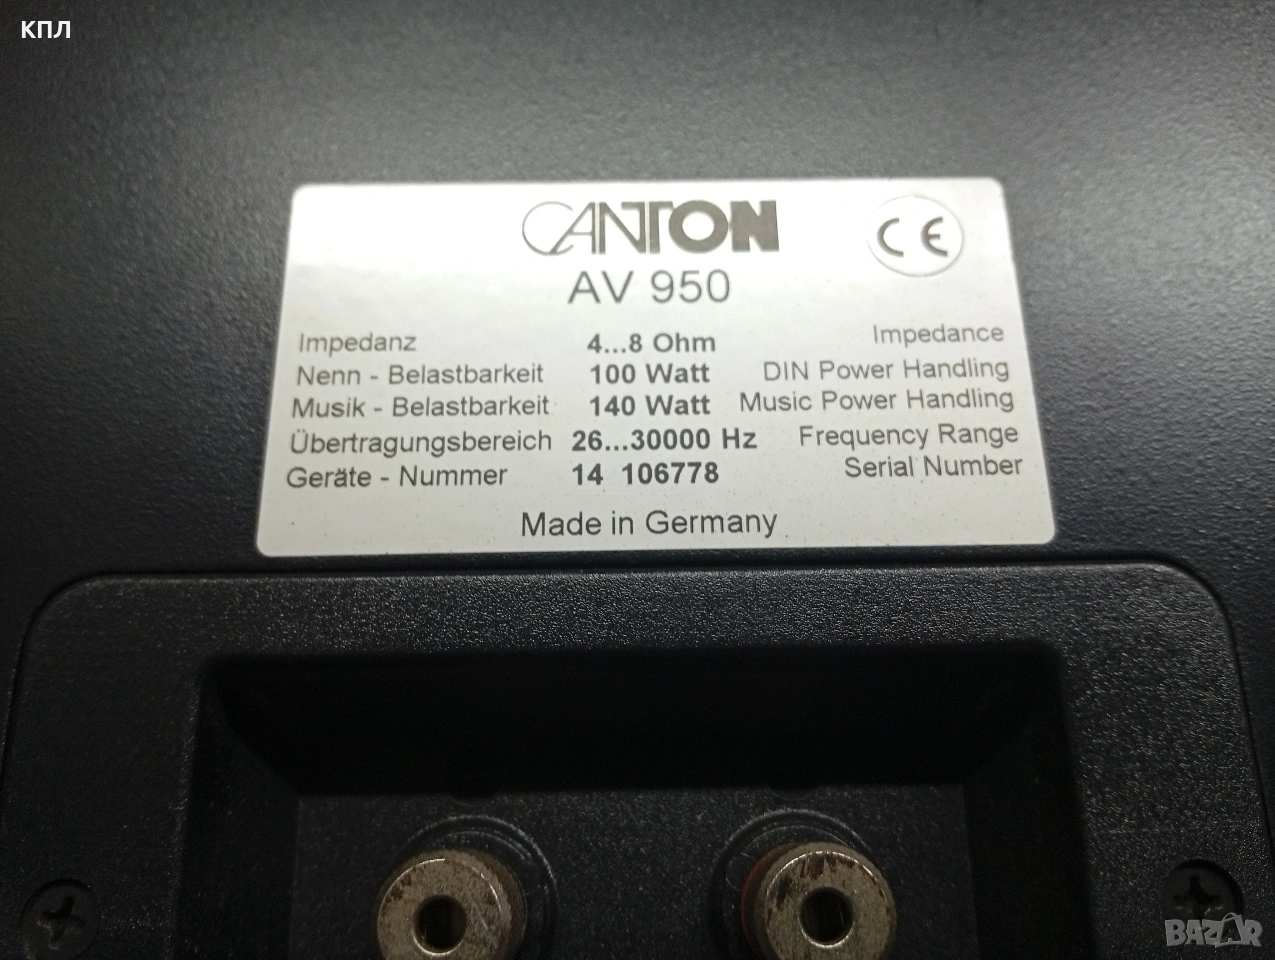 КПЛ
CANTON
CE
AV 950
Impedanz 4...8 Ohm Impedance
Nenn - Belastbarkeit 100 Watt DIN Power Handling
Musik - Belastbarkeit 140 Watt Music Power Handling
Übertragungsbereich 26...30000 Hz Frequency Range
Geräte - Nummer 14 106778 Serial Number
Made in Germany
BAZAR